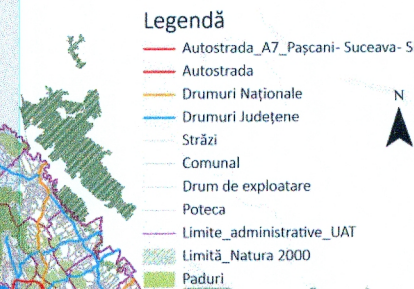 Legendă
Autostrada_A7_Pașcani- Suceava- S
Autostrada
N
Drumuri Naționale
Drumuri Județene
Străzi
Comunal
Drum de exploatare
Poteca
Limite_administrative_UAT
Limită_Natura 2000
Paduri